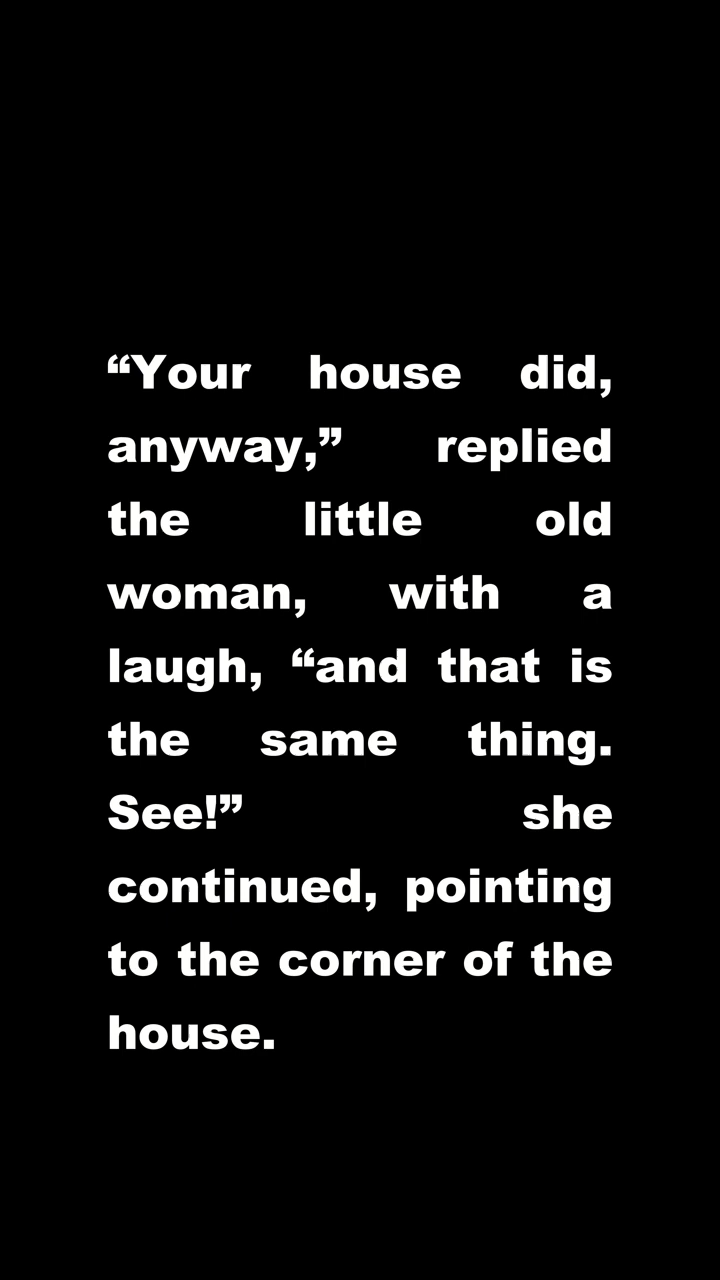 “Your house did,
anyway,” replied
the little old
woman, with a
laugh, “and that is
the same thing.
See!” she
continued, pointing
to the corner of the
house.